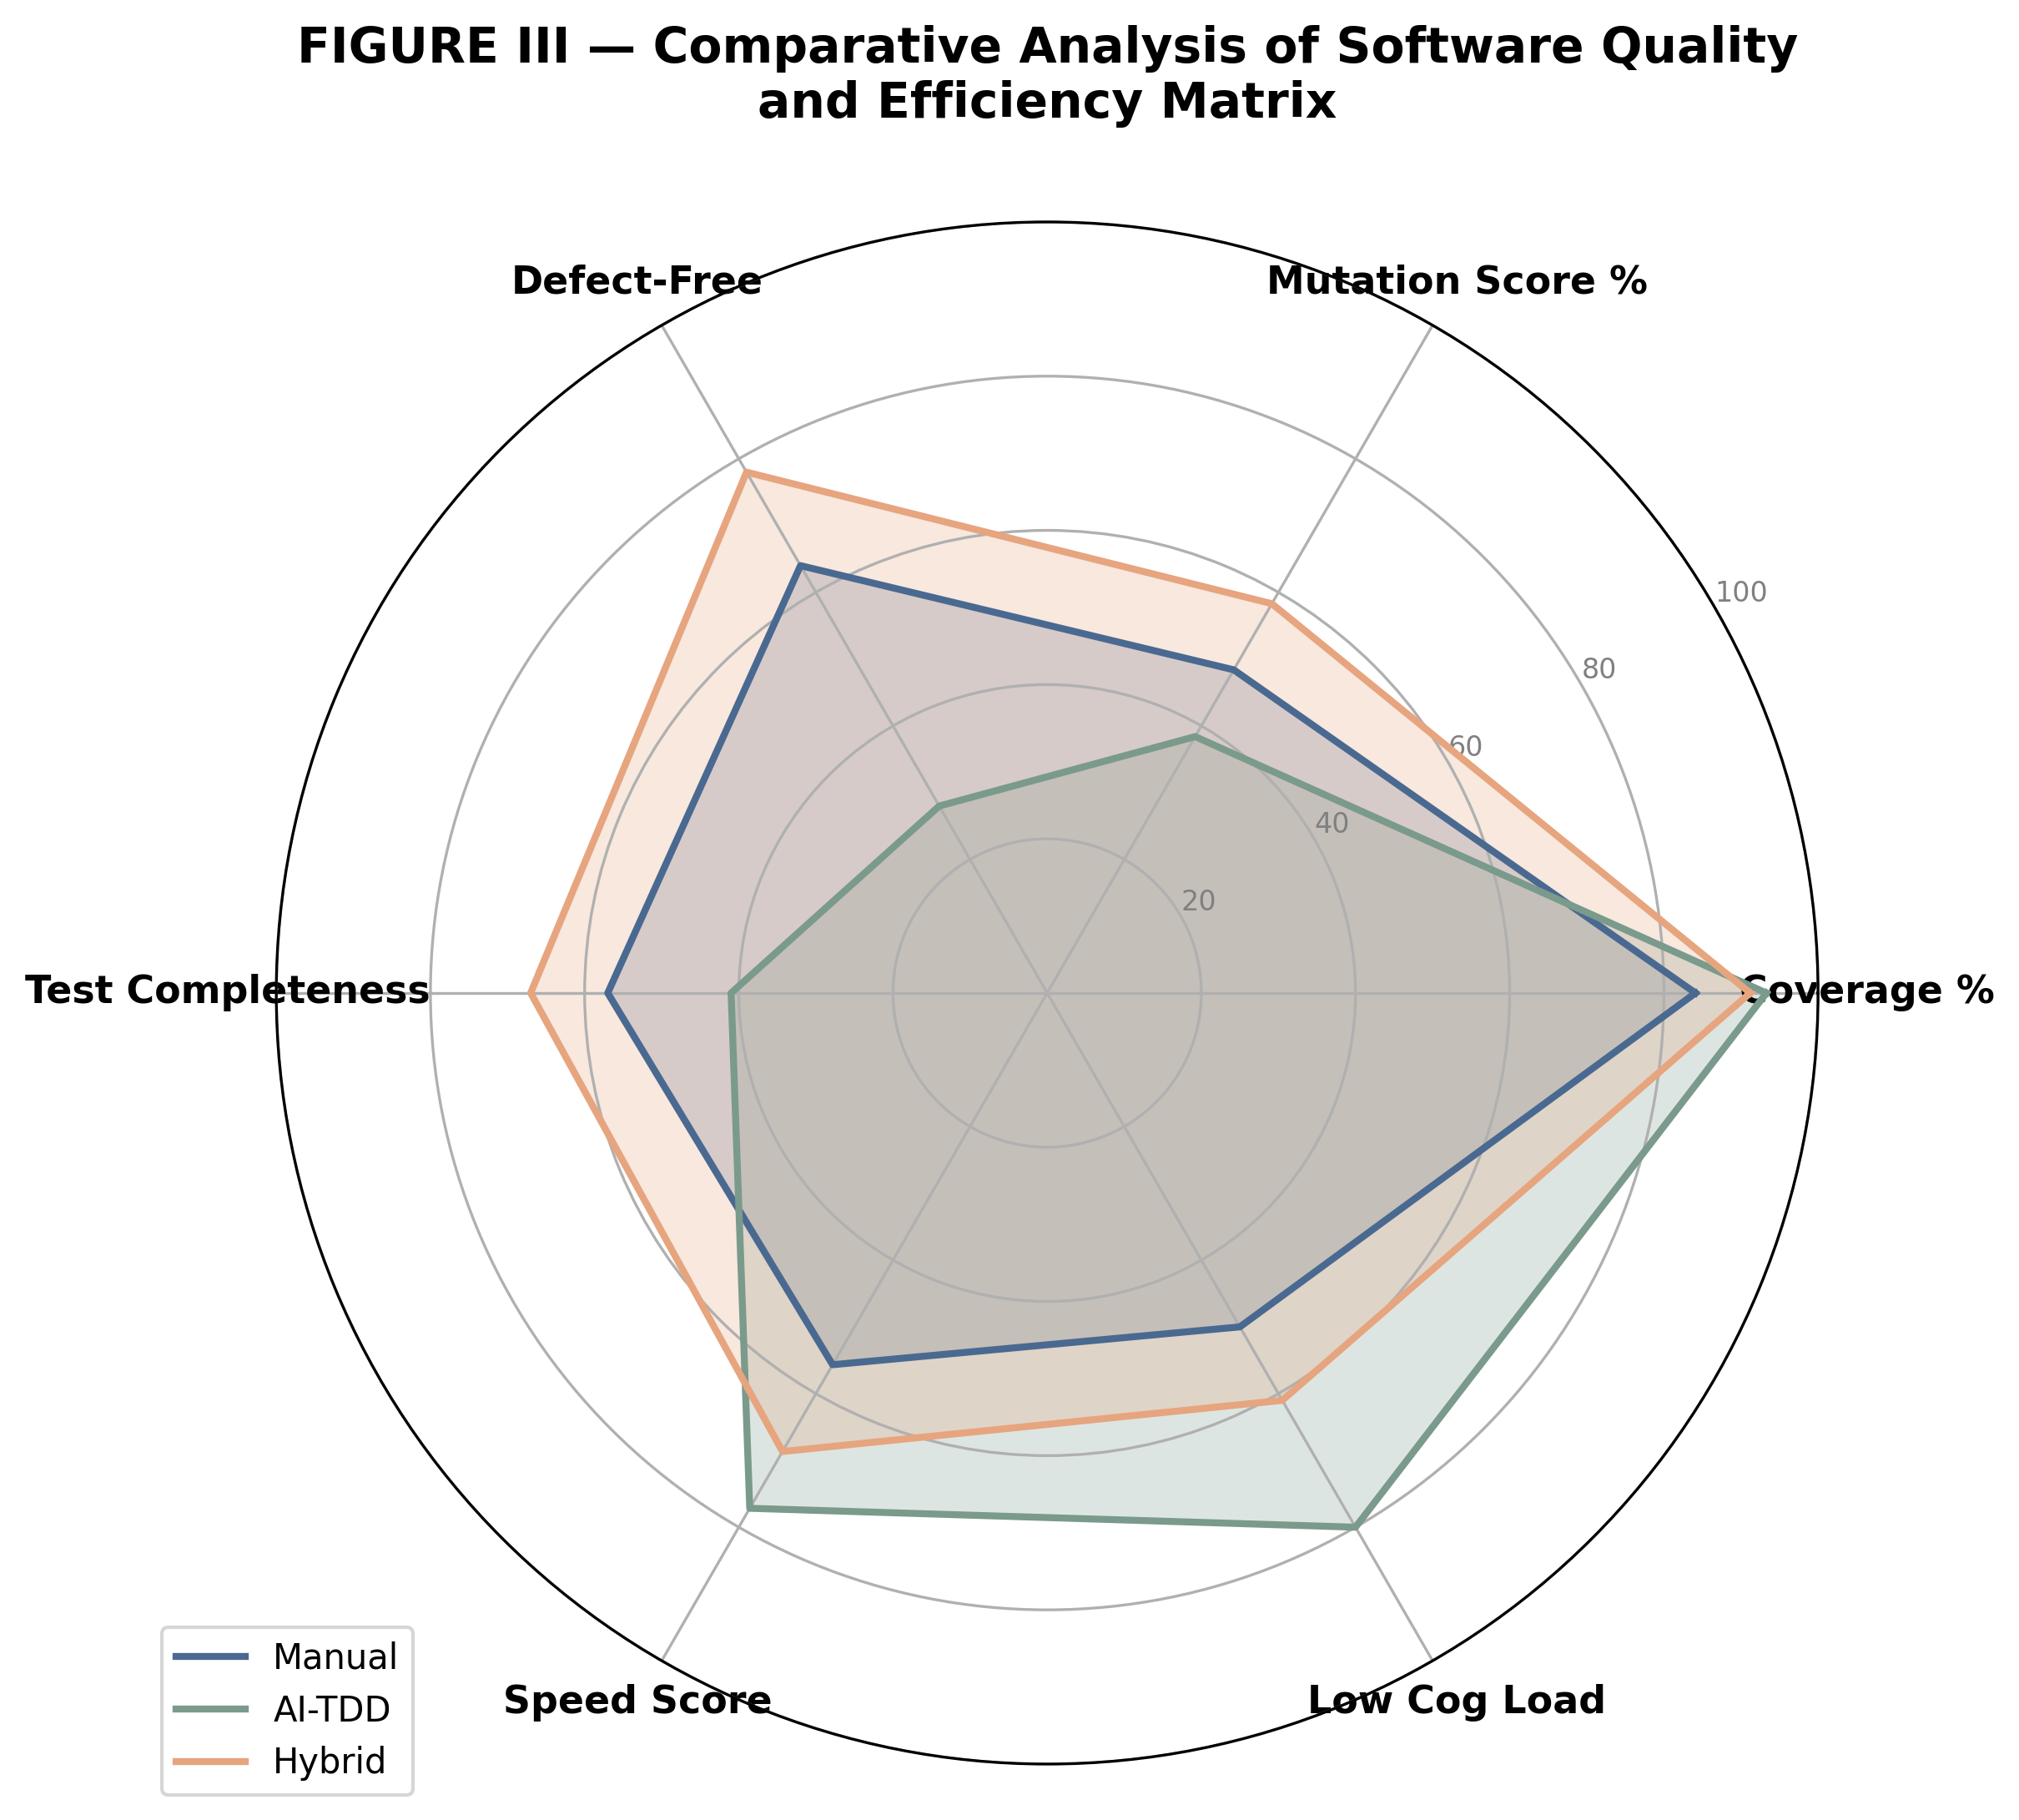 FIGURE III — Comparative Analysis of Software Quality
and Efficiency Matrix
Defect-Free
Mutation Score %
100
80
60
40
20
Test Completeness
Coverage %
Speed Score
Low Cog Load
Manual
AI-TDD
Hybrid